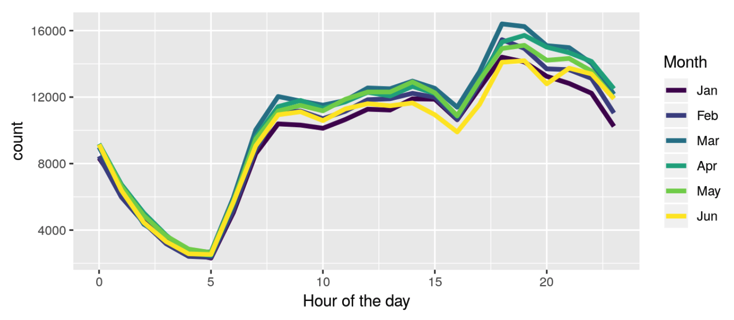 16000
12000
8000
4000
count
0 5 10 15 20
Hour of the day
Month
Jan
Feb
Mar
Apr
May
Jun